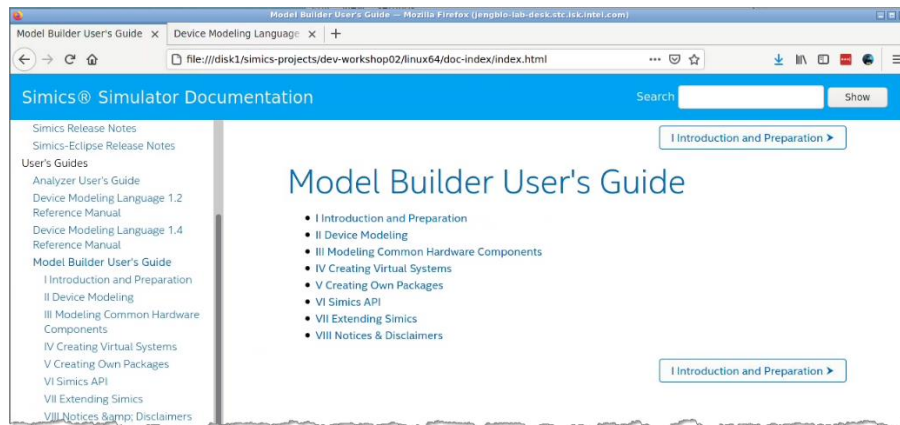 Model Builder User's Guide — Mozilla Firefox (jengblo-lab-desk.stc.isk.intel.com)
Model Builder User's Guide × Device Modeling Language × +
file:///disk1/simics-projects/dev-workshop02/linux64/doc-index/index.html
Simics® Simulator Documentation Search Show
Simics Release Notes
Simics-Eclipse Release Notes
User's Guides
Analyzer User's Guide
Device Modeling Language 1.2
Reference Manual
Device Modeling Language 1.4
Reference Manual
Model Builder User's Guide
I Introduction and Preparation
II Device Modeling
III Modeling Common Hardware
Components
IV Creating Virtual Systems
V Creating Own Packages
VI Simics API
VII Extending Simics
VIII Notices &amp; Disclaimers
I Introduction and Preparation ➤
Model Builder User's Guide
• I Introduction and Preparation
• II Device Modeling
• III Modeling Common Hardware Components
• IV Creating Virtual Systems
• V Creating Own Packages
• VI Simics API
• VII Extending Simics
• VIII Notices & Disclaimers
I Introduction and Preparation ➤